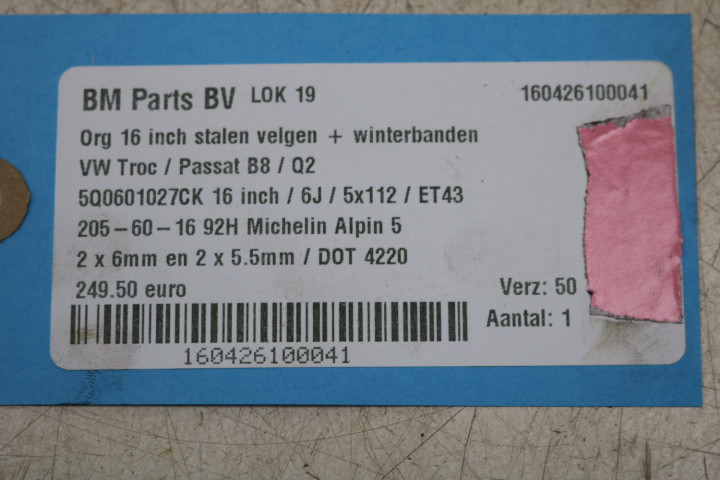 BM Parts BV LOK 19 160426100041
Org 16 inch stalen velgen + winterbanden
VW Troc / Passat B8 / Q2
5Q0601027CK 16 inch / 6J / 5x112 / ET43
205-60-16 92H Michelin Alpin 5
2 x 6mm en 2 x 5.5mm / DOT 4220
249.50 euro
Verz: 50
Aantal: 1
160426100041